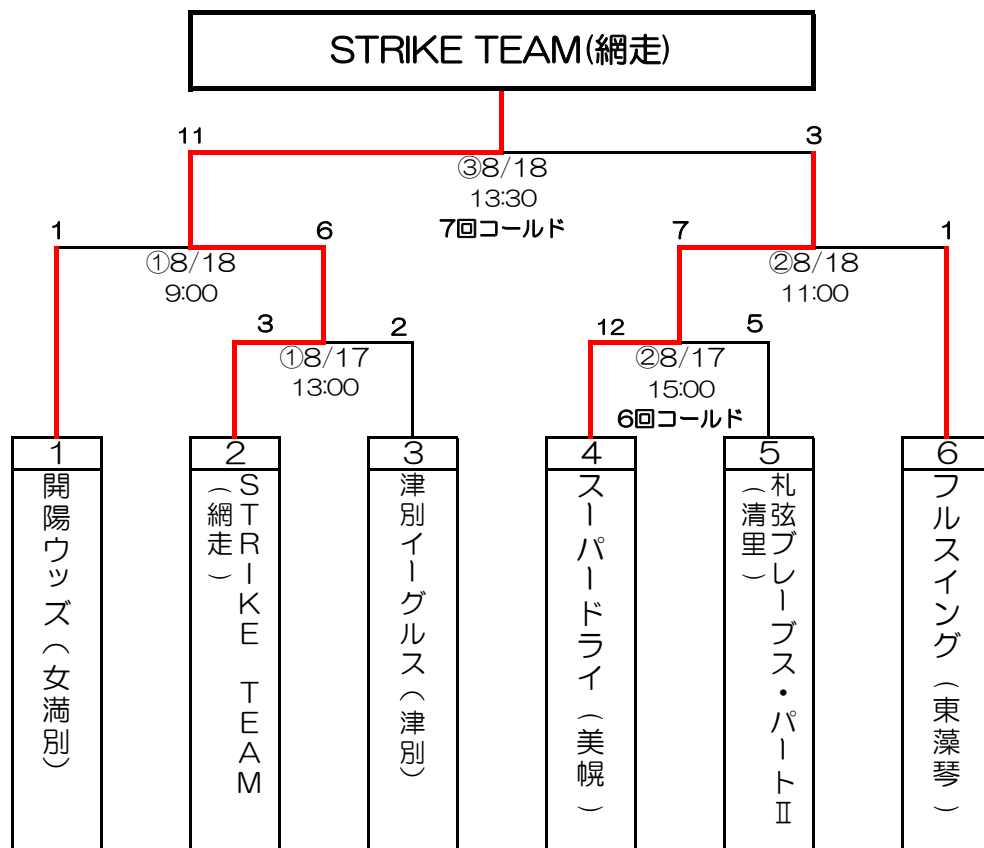 STRIKE TEAM(網走)
11
3
③8/18
13:30
7回コールド
1
6
7
1
①8/18
9:00
②8/18
11:00
3
2
12
5
①8/17
13:00
②8/17
15:00
6回コールド
1
2
3
4
5
6
開陽ウッズ(女満別)
STRIKE TEAM
(網走)
津別イーグルス(津別)
スーパードライ(美幌)
札弦ブレーブス・パートⅡ
(清里)
フルスイング(東藻琴)